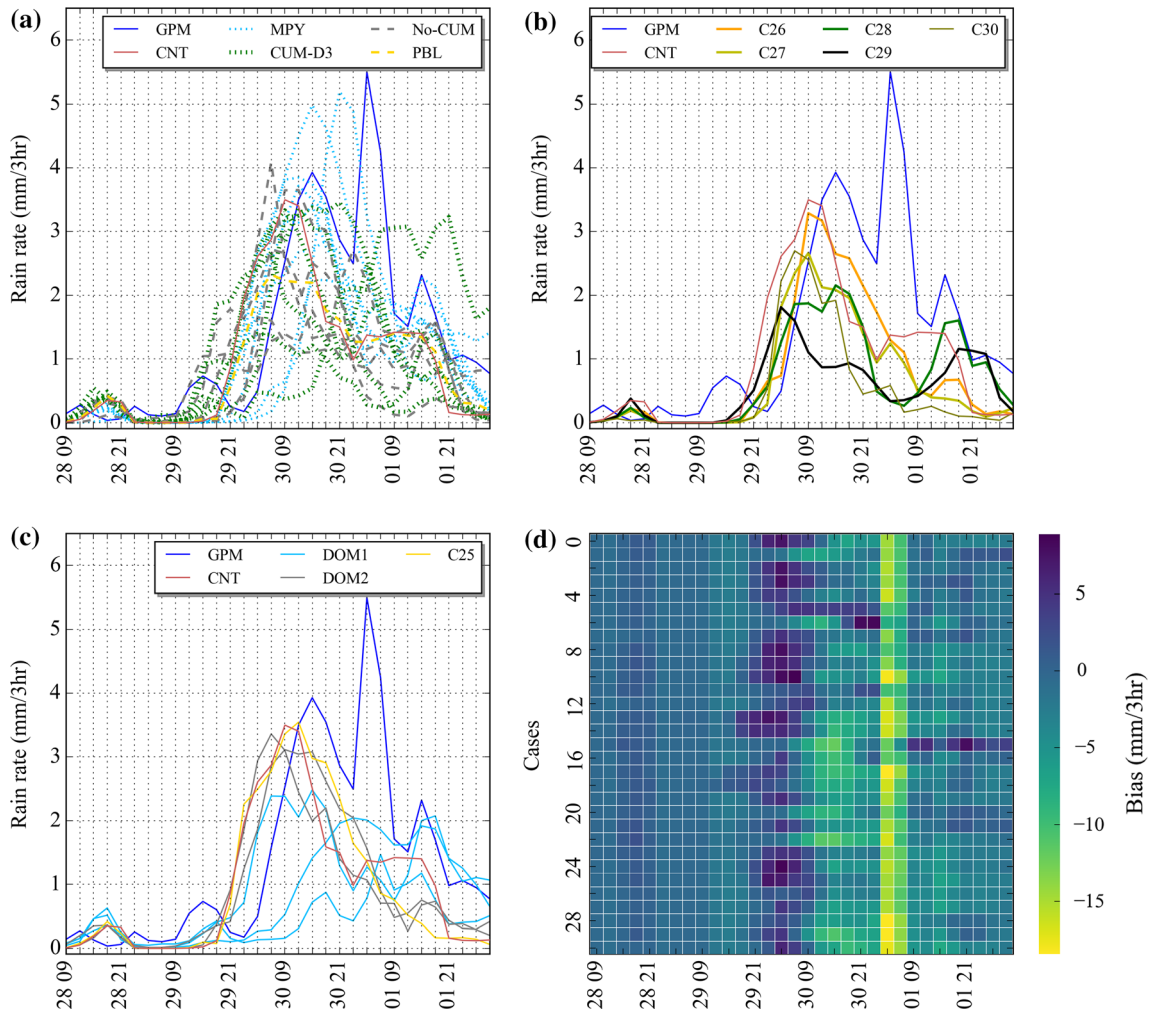 (a)
GPM MPY No-CUM
CNT CUM-D3 PBL
Rain rate (mm/3hr)
6
5
4
3
2
1
0
28 09 28 21 29 09 29 21 30 09 30 21 01 09 01 21
(b)
GPM C26 C28 C30
CNT C27 C29
Rain rate (mm/3hr)
6
5
4
3
2
1
0
28 09 28 21 29 09 29 21 30 09 30 21 01 09 01 21
(c)
GPM DOM1 C25
CNT DOM2
Rain rate (mm/3hr)
6
5
4
3
2
1
0
28 09 28 21 29 09 29 21 30 09 30 21 01 09 01 21
(d)
Cases
0
4
8
12
16
20
24
28
28 09 28 21 29 09 29 21 30 09 30 21 01 09 01 21
5
0
−5
−10
−15
Bias (mm/3hr)